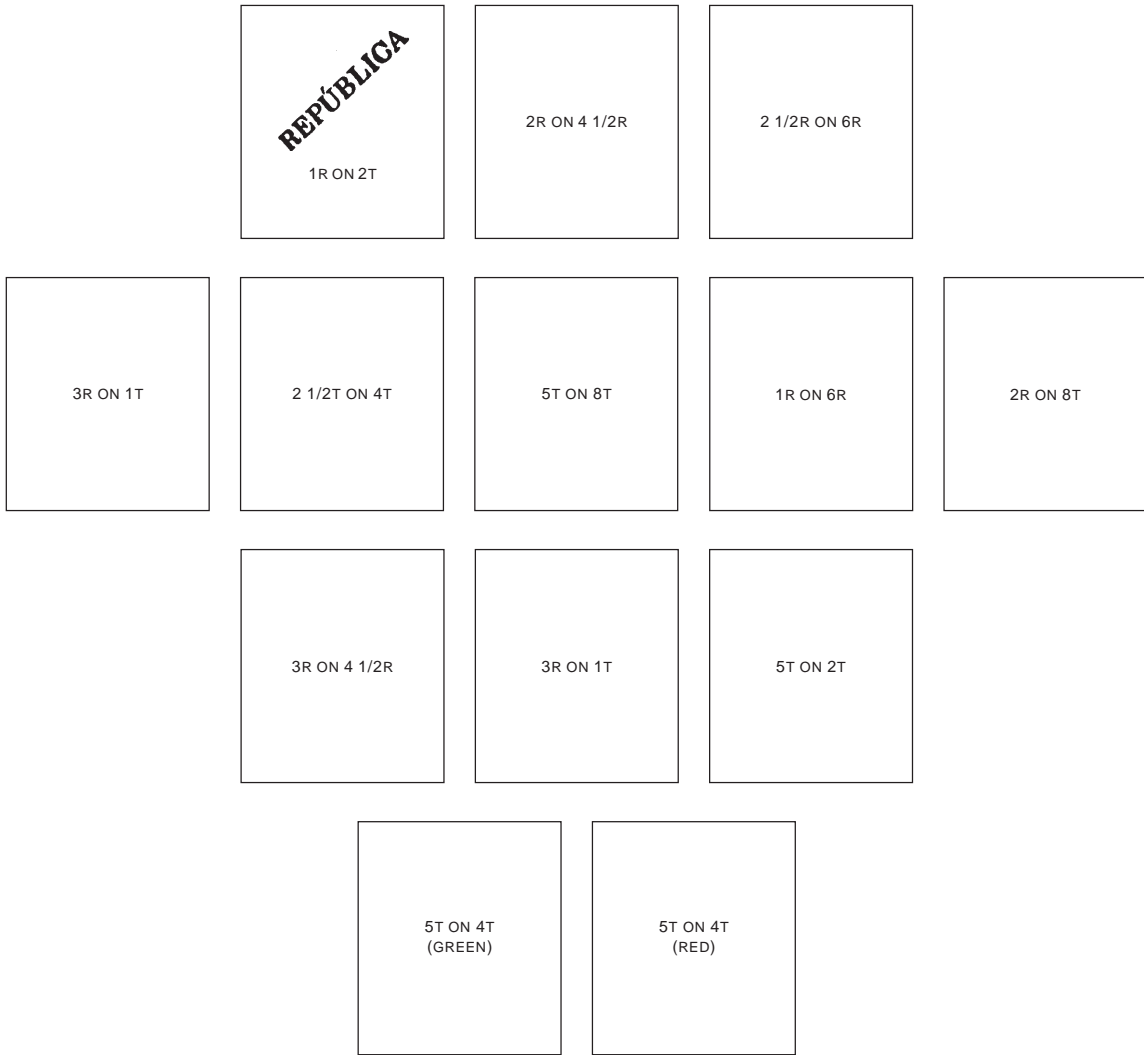 REPÚBLICA
1R ON 2T
2R ON 4 1/2R
2 1/2R ON 6R
3R ON 1T
2 1/2T ON 4T
5T ON 8T
1R ON 6R
2R ON 8T
3R ON 4 1/2R
3R ON 1T
5T ON 2T
5T ON 4T
(GREEN)
5T ON 4T
(RED)